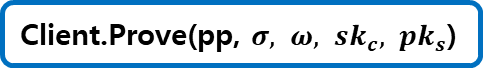 Client.Prove(pp, σ, ω, sk_c, pk_s)